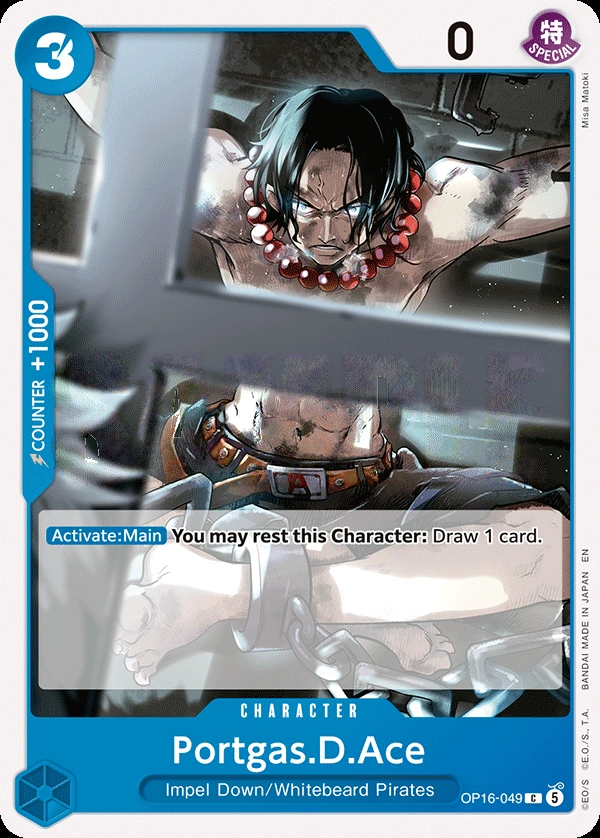 3
0
特
SPECIAL
Misa Matoki
COUNTER +1000
Activate:Main You may rest this Character: Draw 1 card.
BANDAI MADE IN JAPAN EN
©E.O./S., T.A.
©EO/S
CHARACTER
Portgas.D.Ace
Impel Down/Whitebeard Pirates
OP16-049 C 5
A